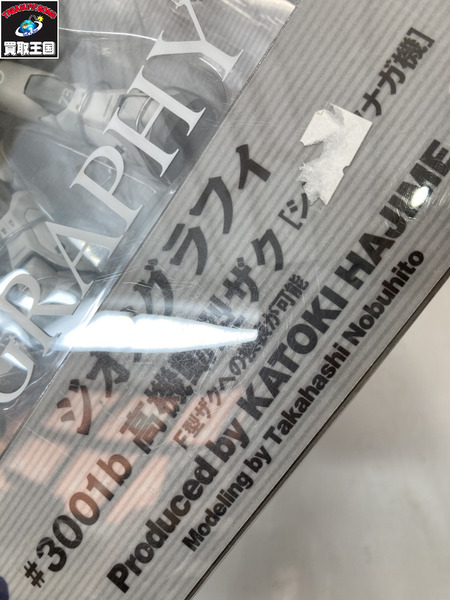 買取王国
GRAPHY
ジオノグラフィ
#3001b 高機動型ザク [シ ナガ機]
F型ザクへの換装が可能
Produced by KATOKI HAJIME
Modeling by Takahashi Nobuhito